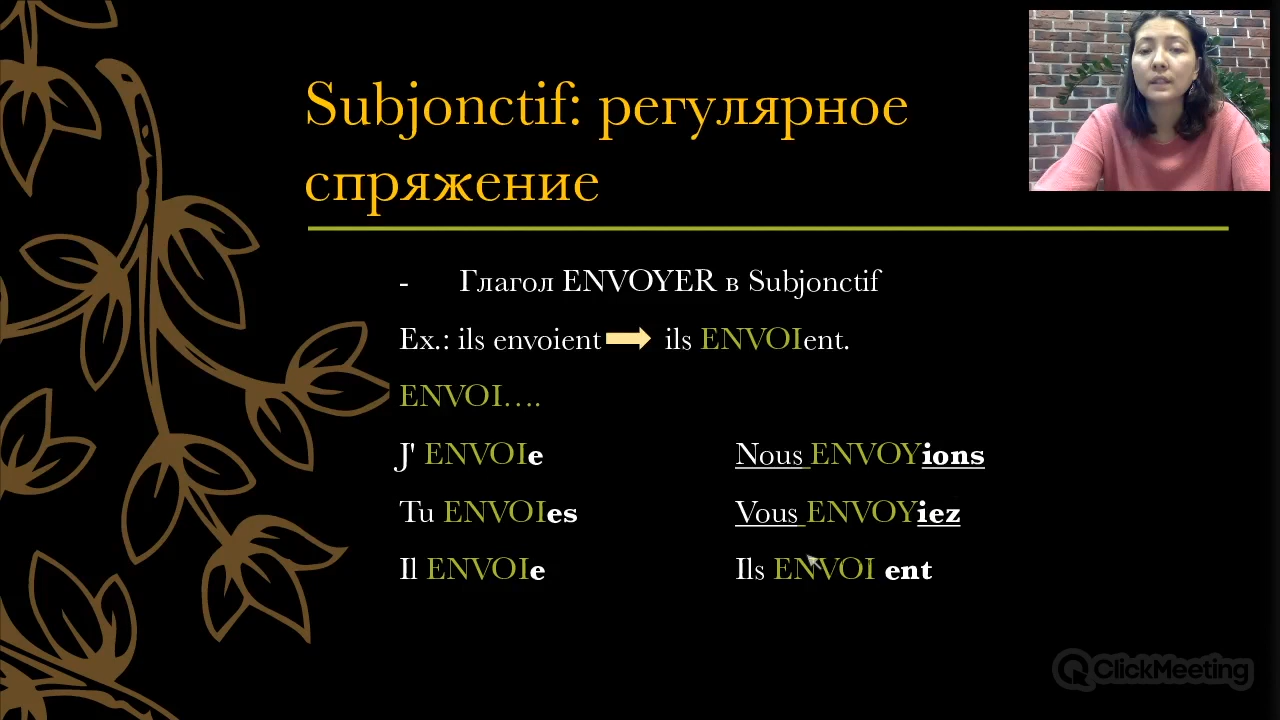 Subjonctif: регулярное
спряжение
- Глагол ENVOYER в Subjonctif
Ex.: ils envoient ils ENVOIent.
ENVOI….
J' ENVOIe
Nous ENVOYions
Tu ENVOIes
Vous ENVOYiez
Il ENVOIe
Ils ENVOI ent
ClickMeeting